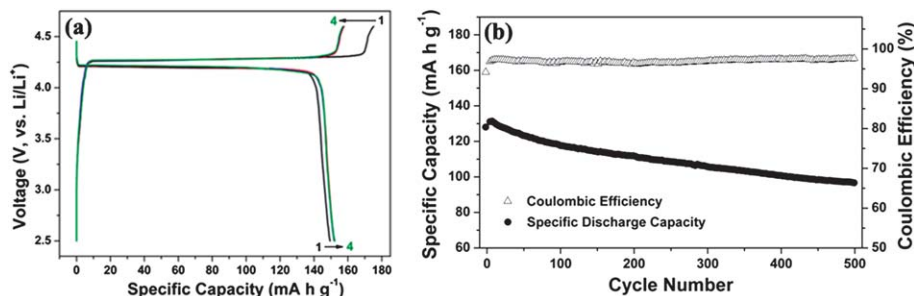 (a)
4 1
4.5
4.0
3.5
3.0
2.5
Voltage (V, vs. Li/Li⁺)
1 4
0 20 40 60 80 100 120 140 160 180
Specific Capacity (mA h g⁻¹)
(b)
180
160
140
120
100
80
60
Specific Capacity (mA h g⁻¹)
100
90
80
70
60
50
Coulombic Efficiency (%)
Coulombic Efficiency
Specific Discharge Capacity
0 100 200 300 400 500
Cycle Number